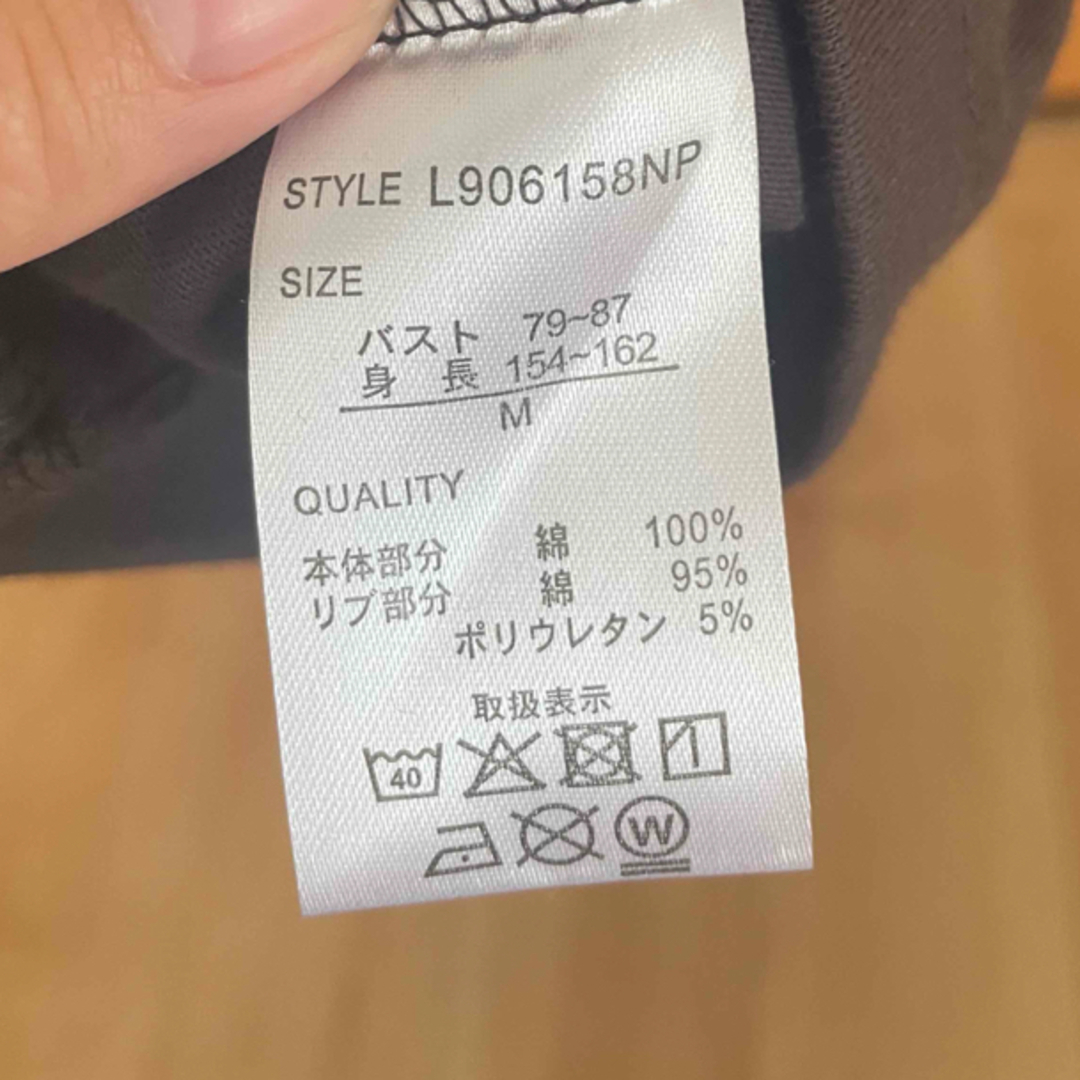 STYLE L906158NP
SIZE
バスト 79~87
身 長 154~162
M
QUALITY
本体部分 綿 100%
リブ部分 綿 95%
ポリウレタン 5%
取扱表示
40
W